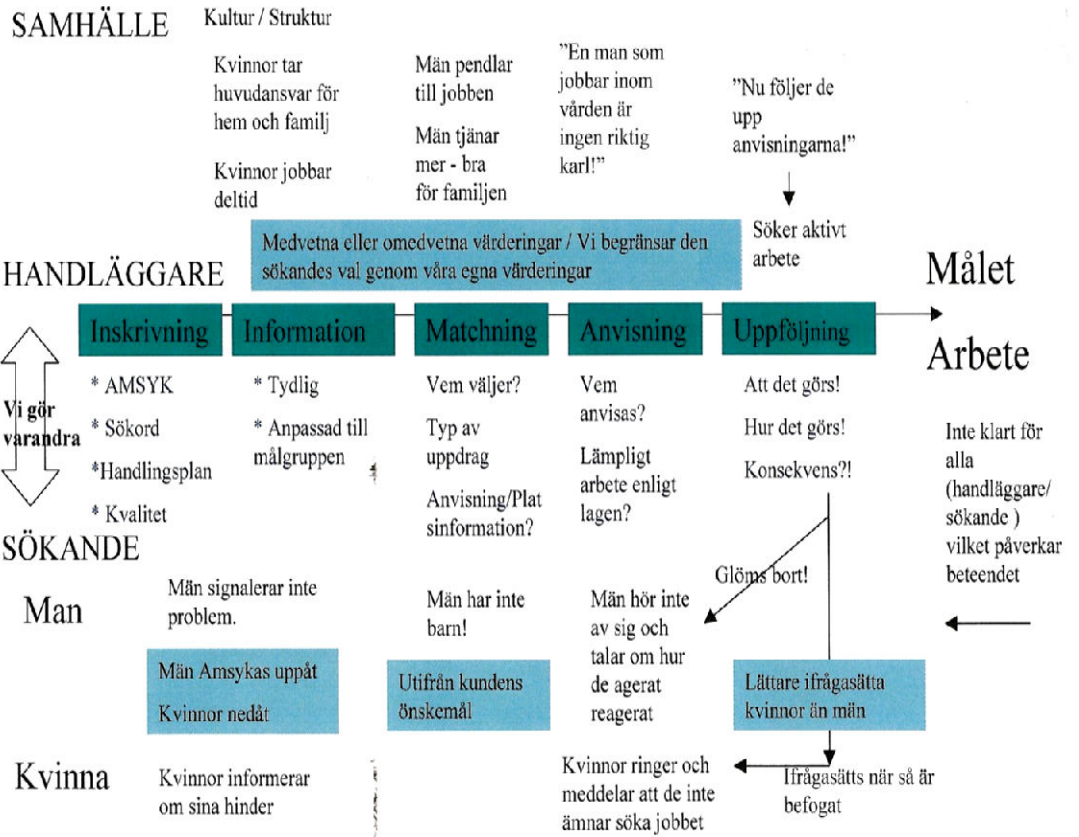 SAMHÄLLE
Kultur / Struktur
Kvinnor tar
huvudansvar för
hem och familj
Kvinnor jobbar
deltid
Män pendlar
till jobben
Män tjänar
mer - bra
för familjen
”En man som
jobbar inom
vården är
ingen riktig
karl!”
”Nu följer de
upp
anvisningarna!”
Söker aktivt
arbete
Medvetna eller omedvetna värderingar / Vi begränsar den
sökandes val genom våra egna värderingar
HANDLÄGGARE
Målet
Arbete
Inskrivning
Information
Matchning
Anvisning
Uppföljning
Vi gör
varandra
* AMSYK
* Sökord
*Handlingsplan
* Kvalitet
* Tydlig
* Anpassad till
målgruppen
Vem väljer?
Typ av
uppdrag
Anvisning/Plat
sinformation?
Vem
anvisas?
Lämpligt
arbete enligt
lagen?
Att det görs!
Hur det görs!
Konsekvens?!
Inte klart för
alla
(handläggare/
sökande )
vilket påverkar
beteendet
SÖKANDE
Man
Män signalerar inte
problem.
Män har inte
barn!
Män hör inte
av sig och
talar om hur
de agerat
reagerat
Glöms bort!
Män Amsykas uppåt
Kvinnor nedåt
Utifrån kundens
önskemål
Lättare ifrågasätta
kvinnor än män
Kvinna
Kvinnor informerar
om sina hinder
Kvinnor ringer och
meddelar att de inte
ämnar söka jobbet
Ifrågasätts när så är
befogat